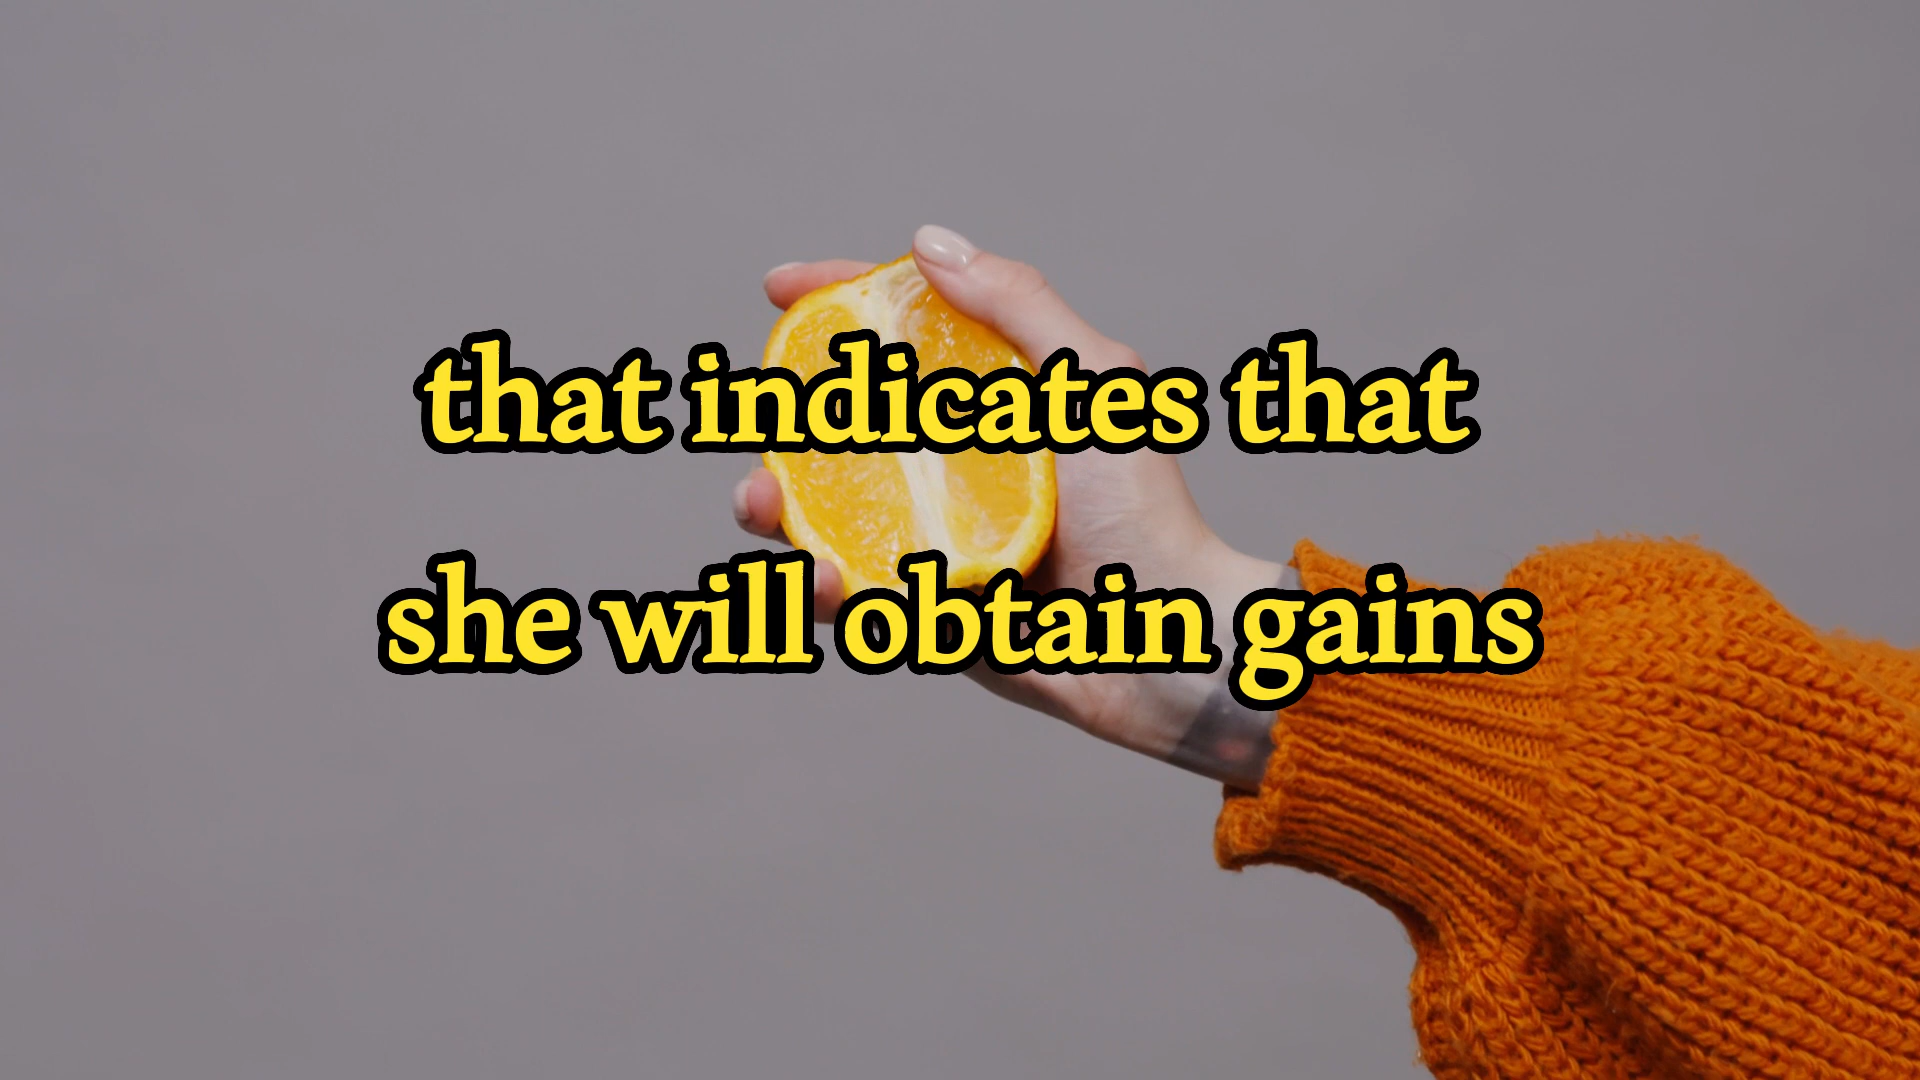 that indicates that
she will obtain gains